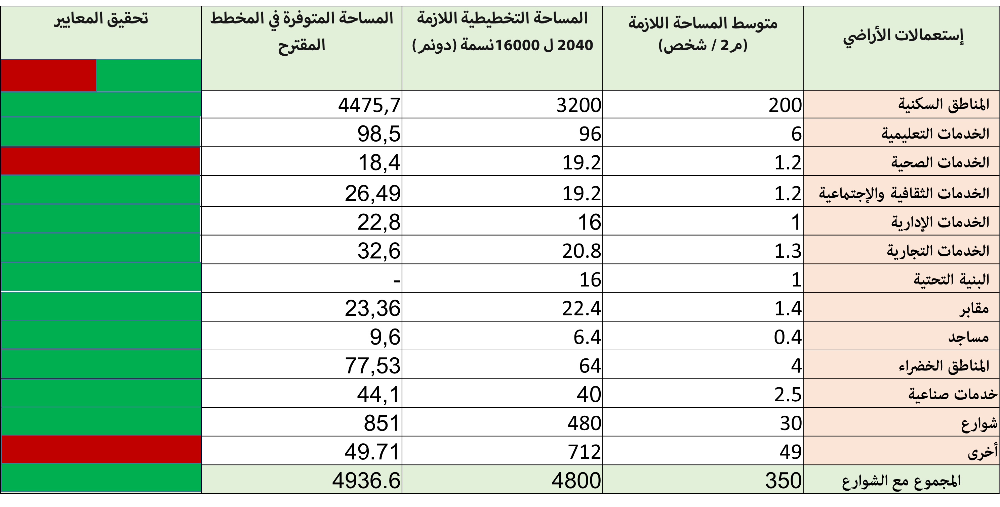 إستعمالات الأراضي
متوسط المساحة اللازمة
(م2 / شخص)
المساحة التخطيطية اللازمة
2040 ل 16000نسمة (دونم)
المساحة المتوفرة في المخطط
المقترح
تحقيق المعايير
المناطق السكنية 200 3200 4475,7
الخدمات التعليمية 6 96 98,5
الخدمات الصحية 1.2 19.2 18,4
الخدمات الثقافية والإجتماعية 1.2 19.2 26,49
الخدمات الإدارية 1 16 22,8
الخدمات التجارية 1.3 20.8 32,6
البنية التحتية 1 16 -
مقابر 1.4 22.4 23,36
مساجد 0.4 6.4 9,6
المناطق الخضراء 4 64 77,53
خدمات صناعية 2.5 40 44,1
شوارع 30 480 851
أخرى 49 712 49.71
المجموع مع الشوارع 350 4800 4936.6